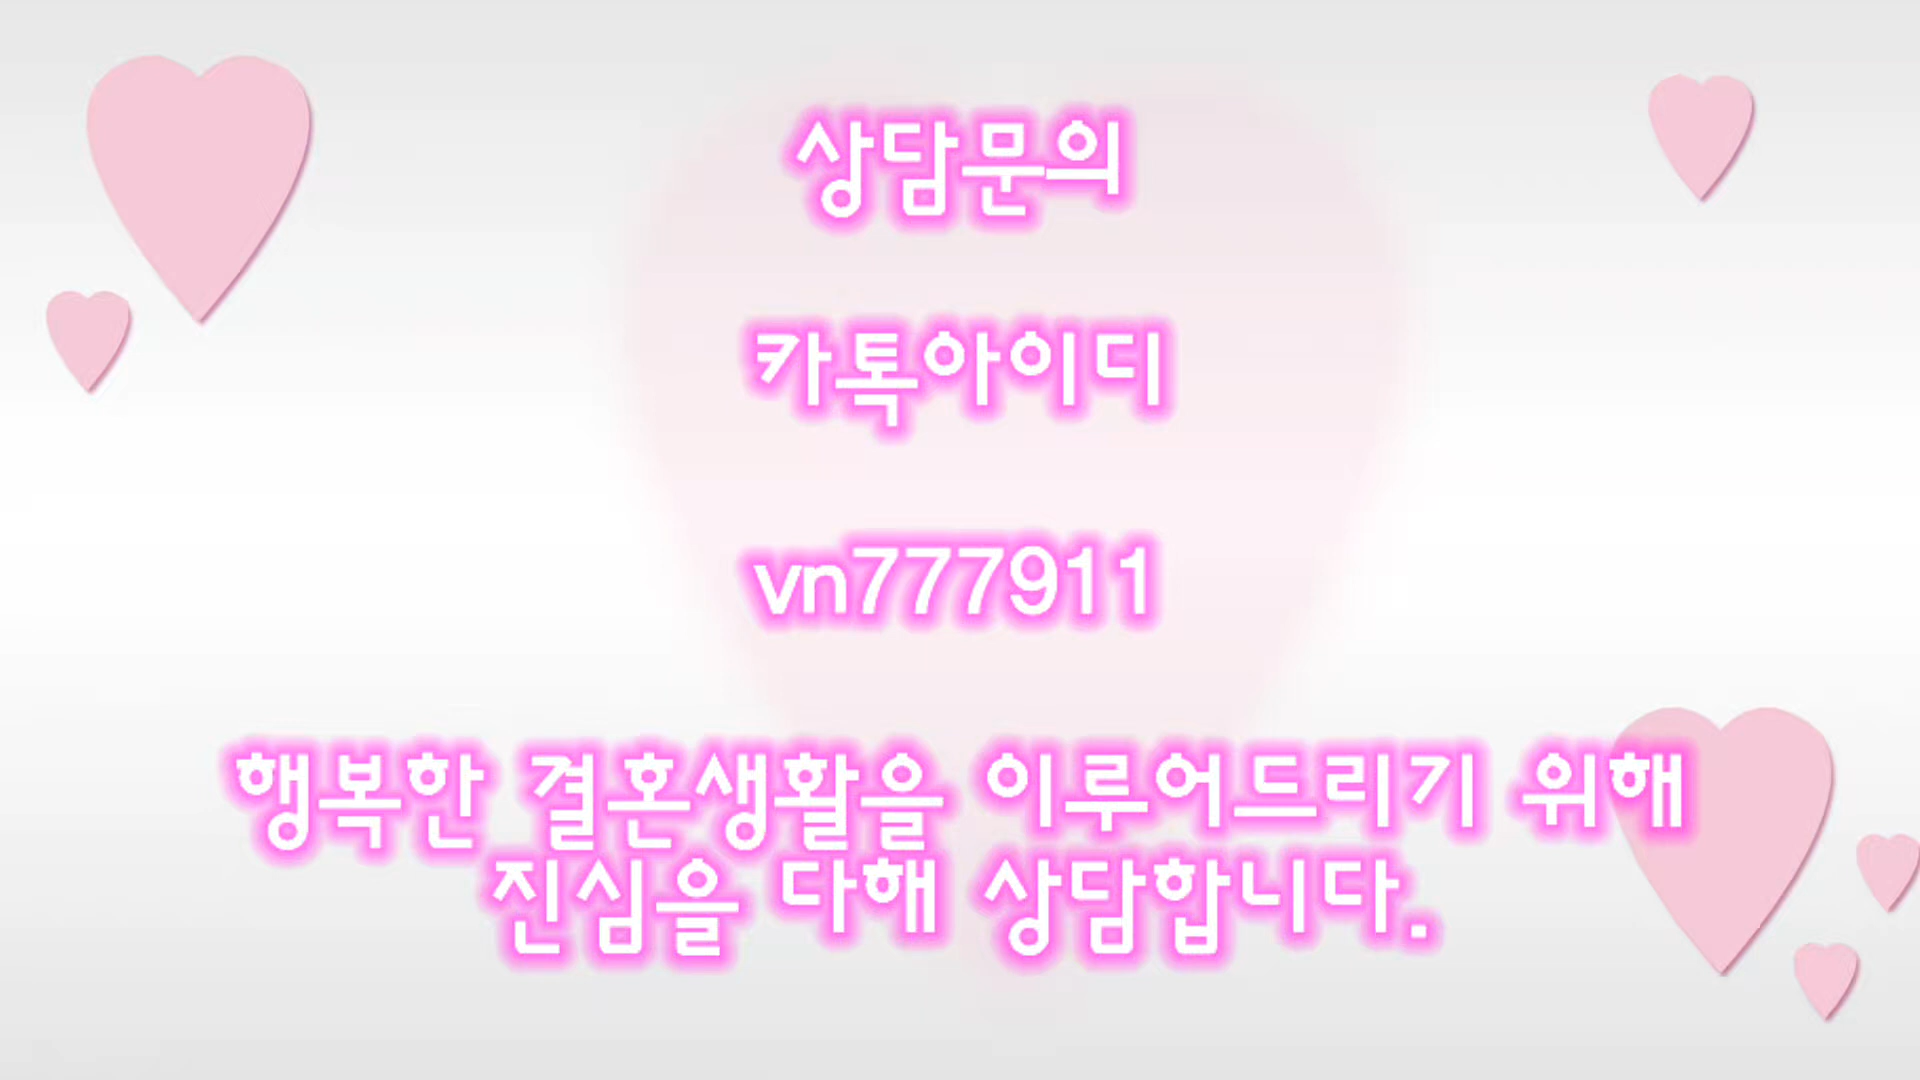 상담문의
카톡아이디
vn777911
행복한 결혼생활을 이루어드리기 위해
진심을 다해 상담합니다.